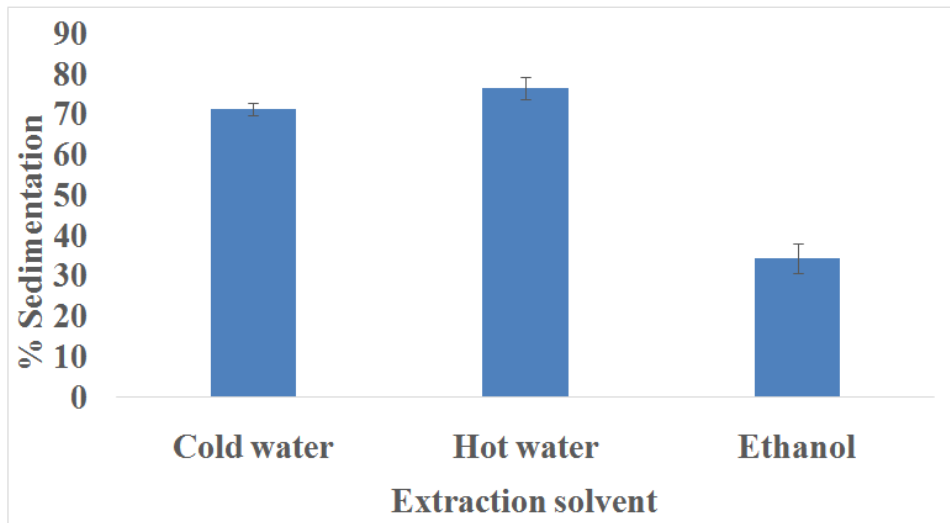 90
80
70
60
50
40
30
20
10
0
% Sedimentation
Cold water
Hot water
Ethanol
Extraction solvent